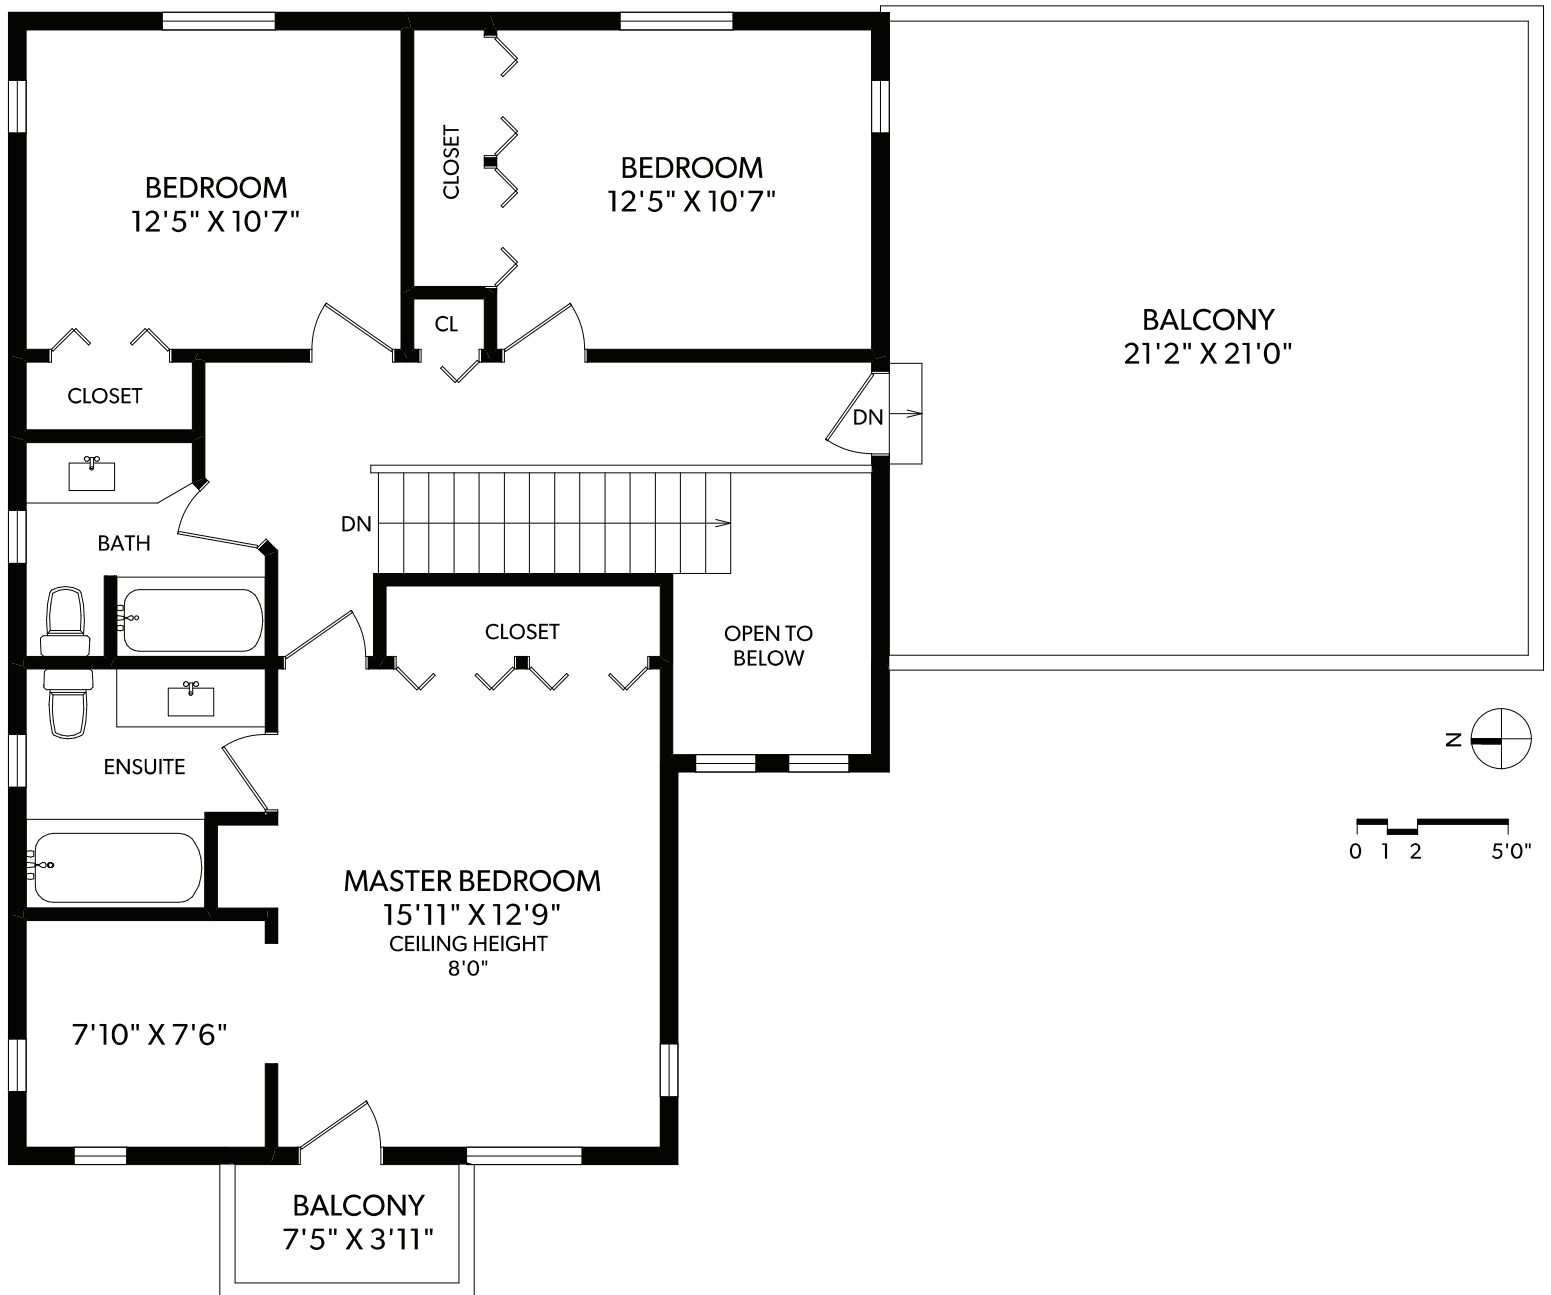 BEDROOM
12'5" X 10'7"
CLOSET
BEDROOM
12'5" X 10'7"
CL
CLOSET
BALCONY
21'2" X 21'0"
DN
DN
BATH
CLOSET
OPEN TO
BELOW
ENSUITE
N
0 1 2 5'0"
MASTER BEDROOM
15'11" X 12'9"
CEILING HEIGHT
8'0"
7'10" X 7'6"
BALCONY
7'5" X 3'11"